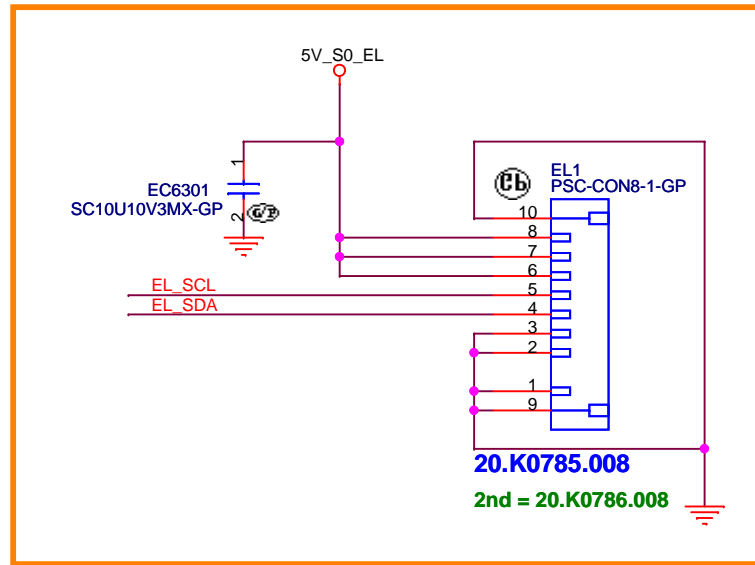 5V_S0_EL
1
EC6301
SC10U10V3MX-GP
2
G/P
EL1
PSC-CON8-1-GP
10
8
7
6
EL_SCL
5
EL_SDA
4
3
2
1
9
20.K0785.008
2nd = 20.K0786.008